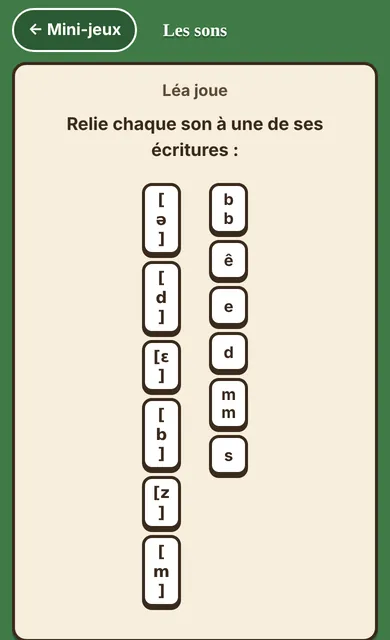 ← Mini-jeux
Les sons
Léa joue
Relie chaque son à une de ses
écritures :
[
ə
]
[
d
]
[ɛ
]
[
b
]
[z
]
[
m
]
b
b
ê
e
d
m
m
s